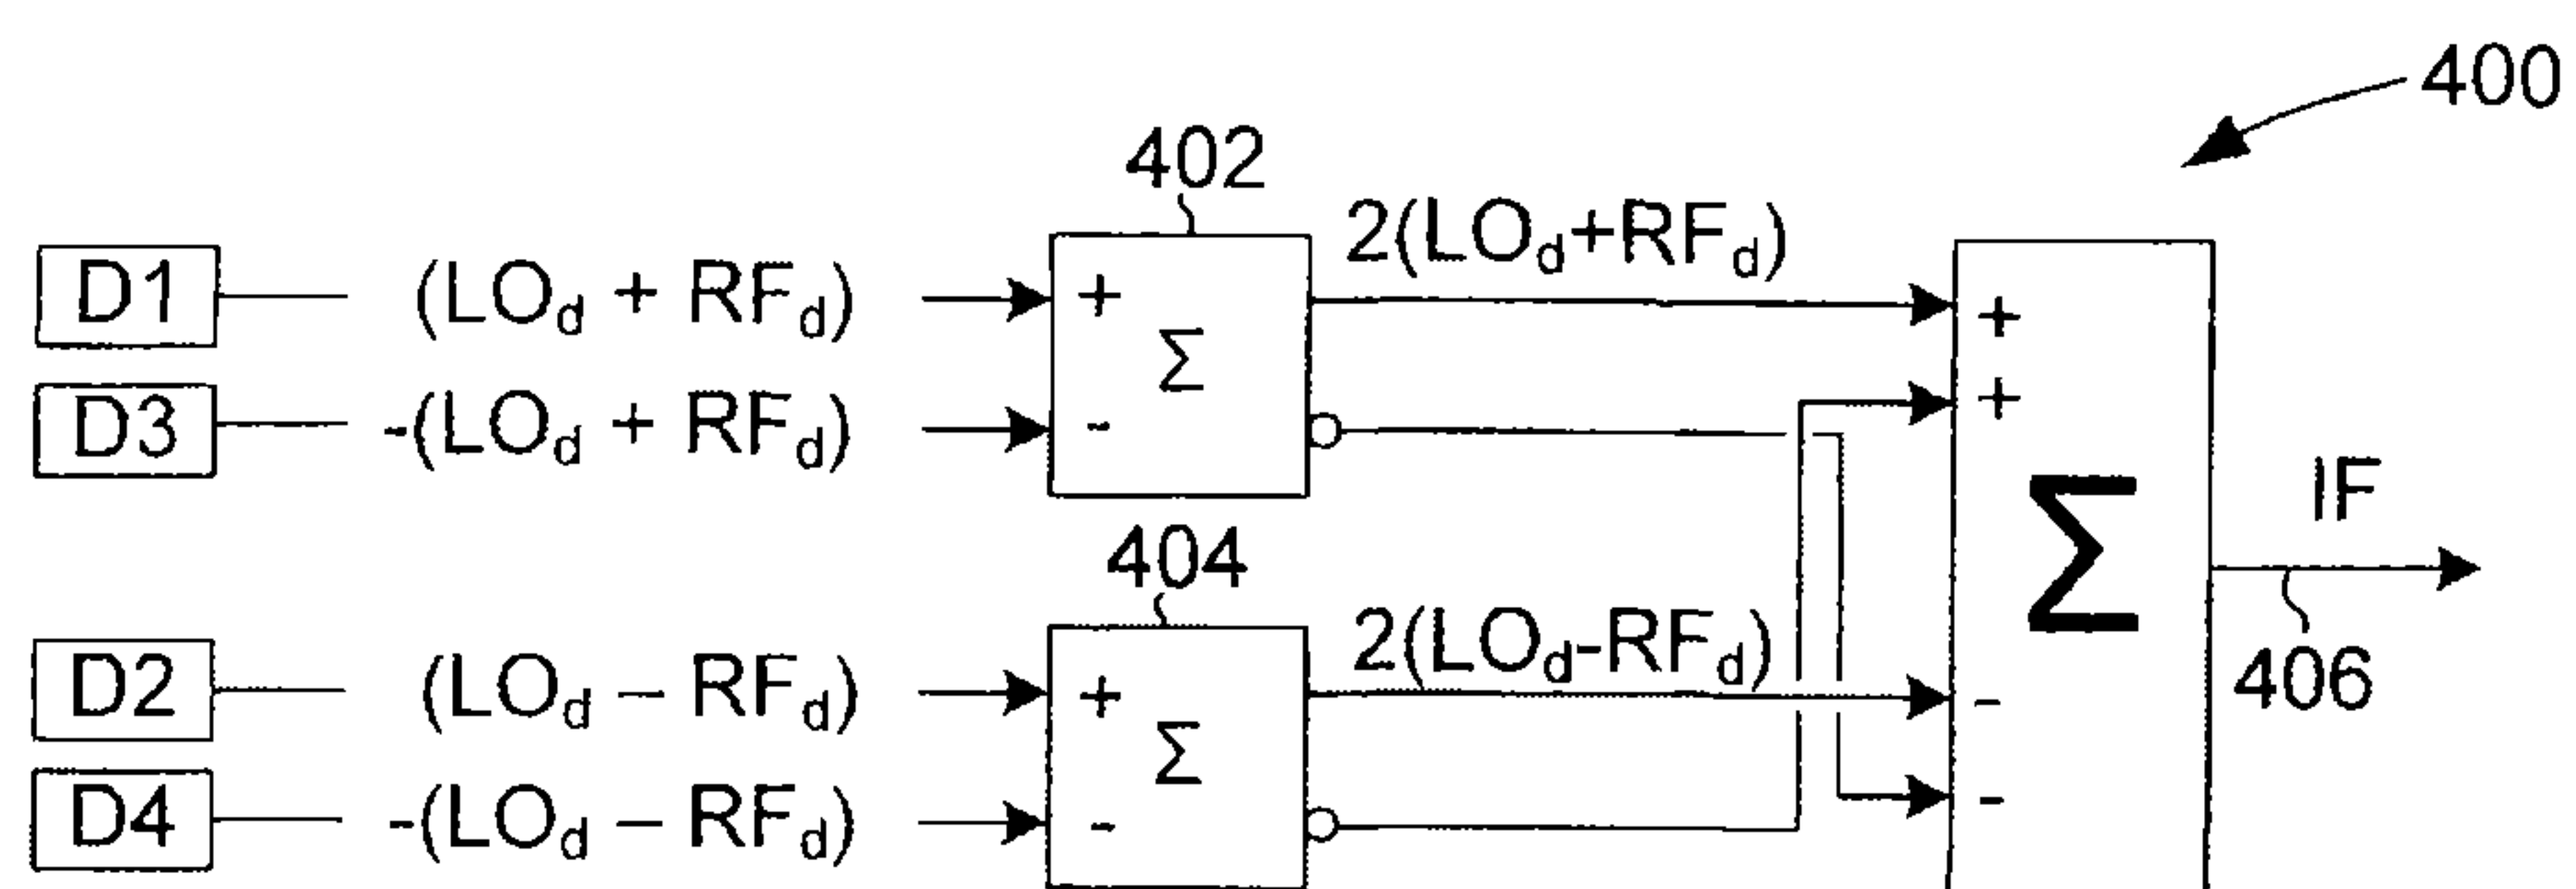 400
402
2(LOd+RFd)
D1 (LOd + RFd) + Σ +
D3 -(LOd + RFd) - +
Σ IF
404
406
2(LOd-RFd)
D2 (LOd – RFd) + Σ -
D4 -(LOd – RFd) - -